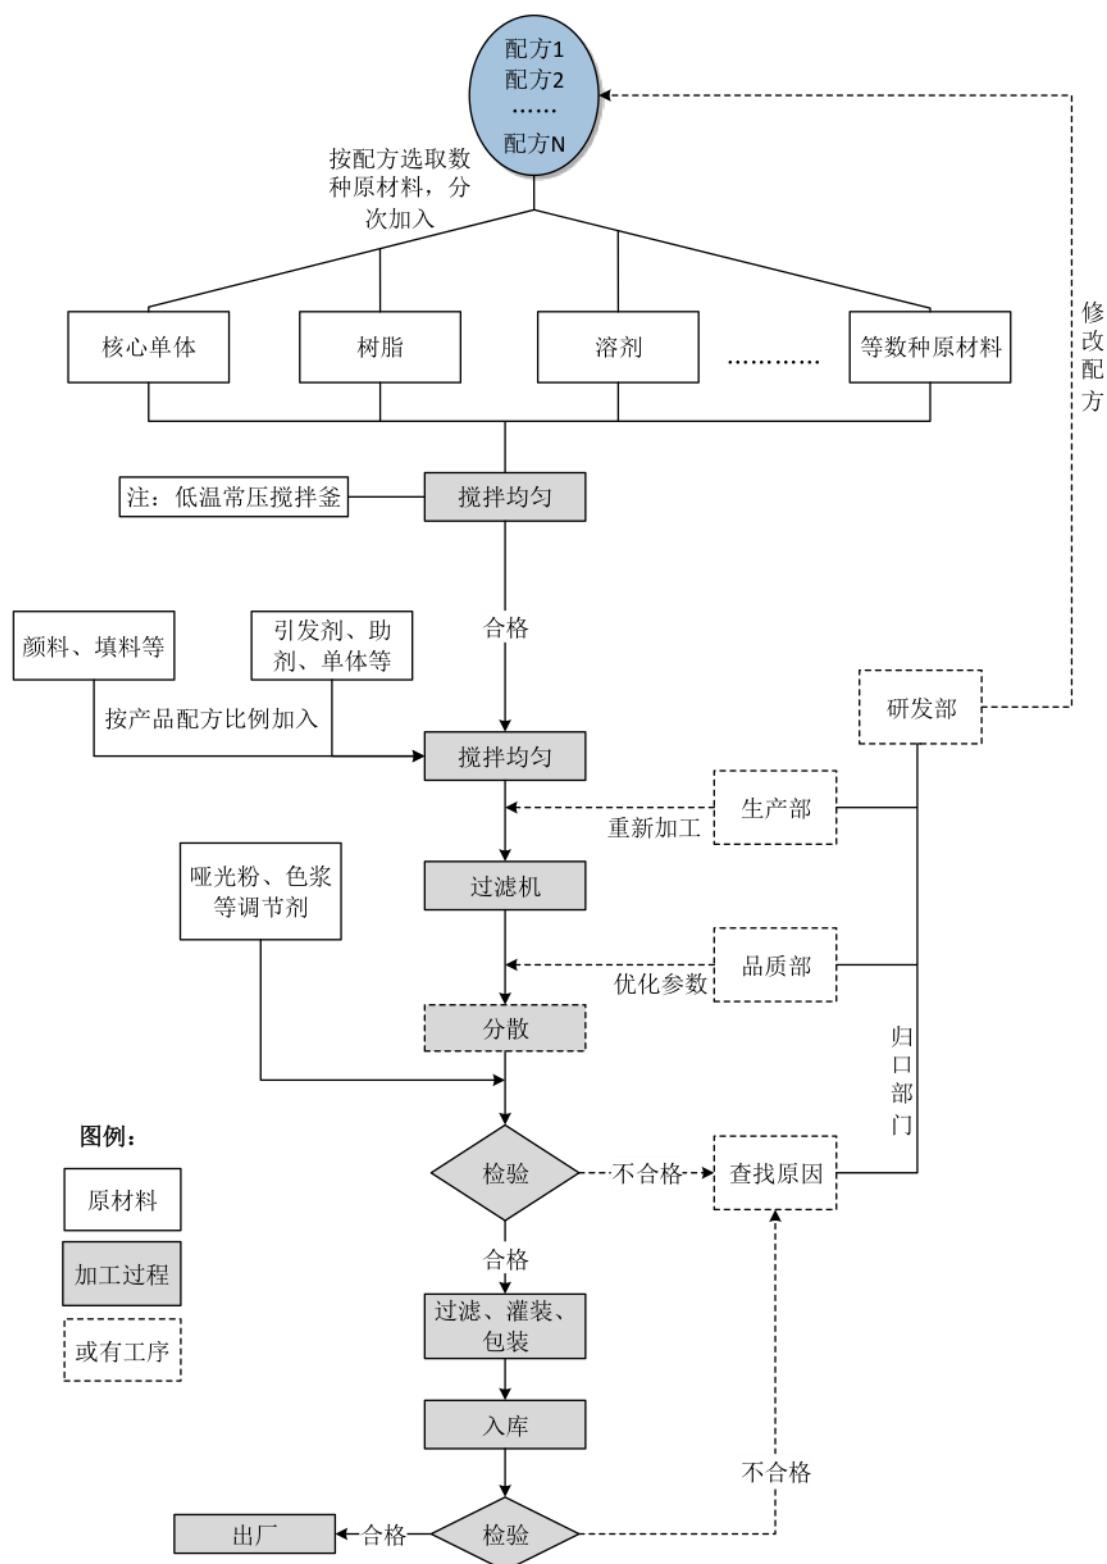 配方1
配方2
……
配方N
按配方选取数
种原材料，分
次加入
核心单体
树脂
溶剂
…………
等数种原材料
修改配方
注：低温常压搅拌釜
搅拌均匀
合格
颜料、填料等
引发剂、助
剂、单体等
按产品配方比例加入
搅拌均匀
研发部
生产部
重新加工
哑光粉、色浆
等调节剂
过滤机
品质部
优化参数
分散
归口部门
图例：
原材料
加工过程
或有工序
检验
不合格
查找原因
合格
过滤、灌装、
包装
入库
不合格
出厂
合格
检验